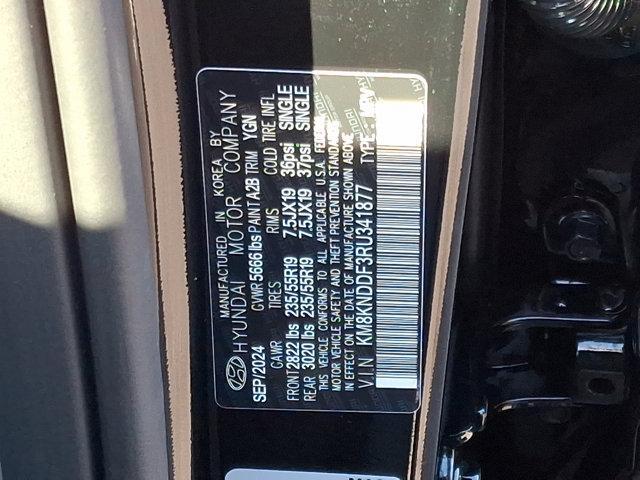 MANUFACTURED IN KOREA BY
HYUNDAI MOTOR COMPANY
SEP/2024 GVWR 5666 lbs PAINT A2B TRIM YGN
GAWR TIRES RIMS COLD TIRE INFL
FRONT 2822 lbs 235/55R19 7.5JX19 36psi SINGLE
REAR 3020 lbs 235/55R19 7.5JX19 37psi SINGLE
THIS VEHICLE CONFORMS TO ALL APPLICABLE U.S.A. FEDERAL
MOTOR VEHICLE SAFETY AND THEFT PREVENTION STANDARDS
IN EFFECT ON THE DATE OF MANUFACTURE SHOWN ABOVE.
V.I.N KM8KNDDF3RU341877 TYPE: MPV